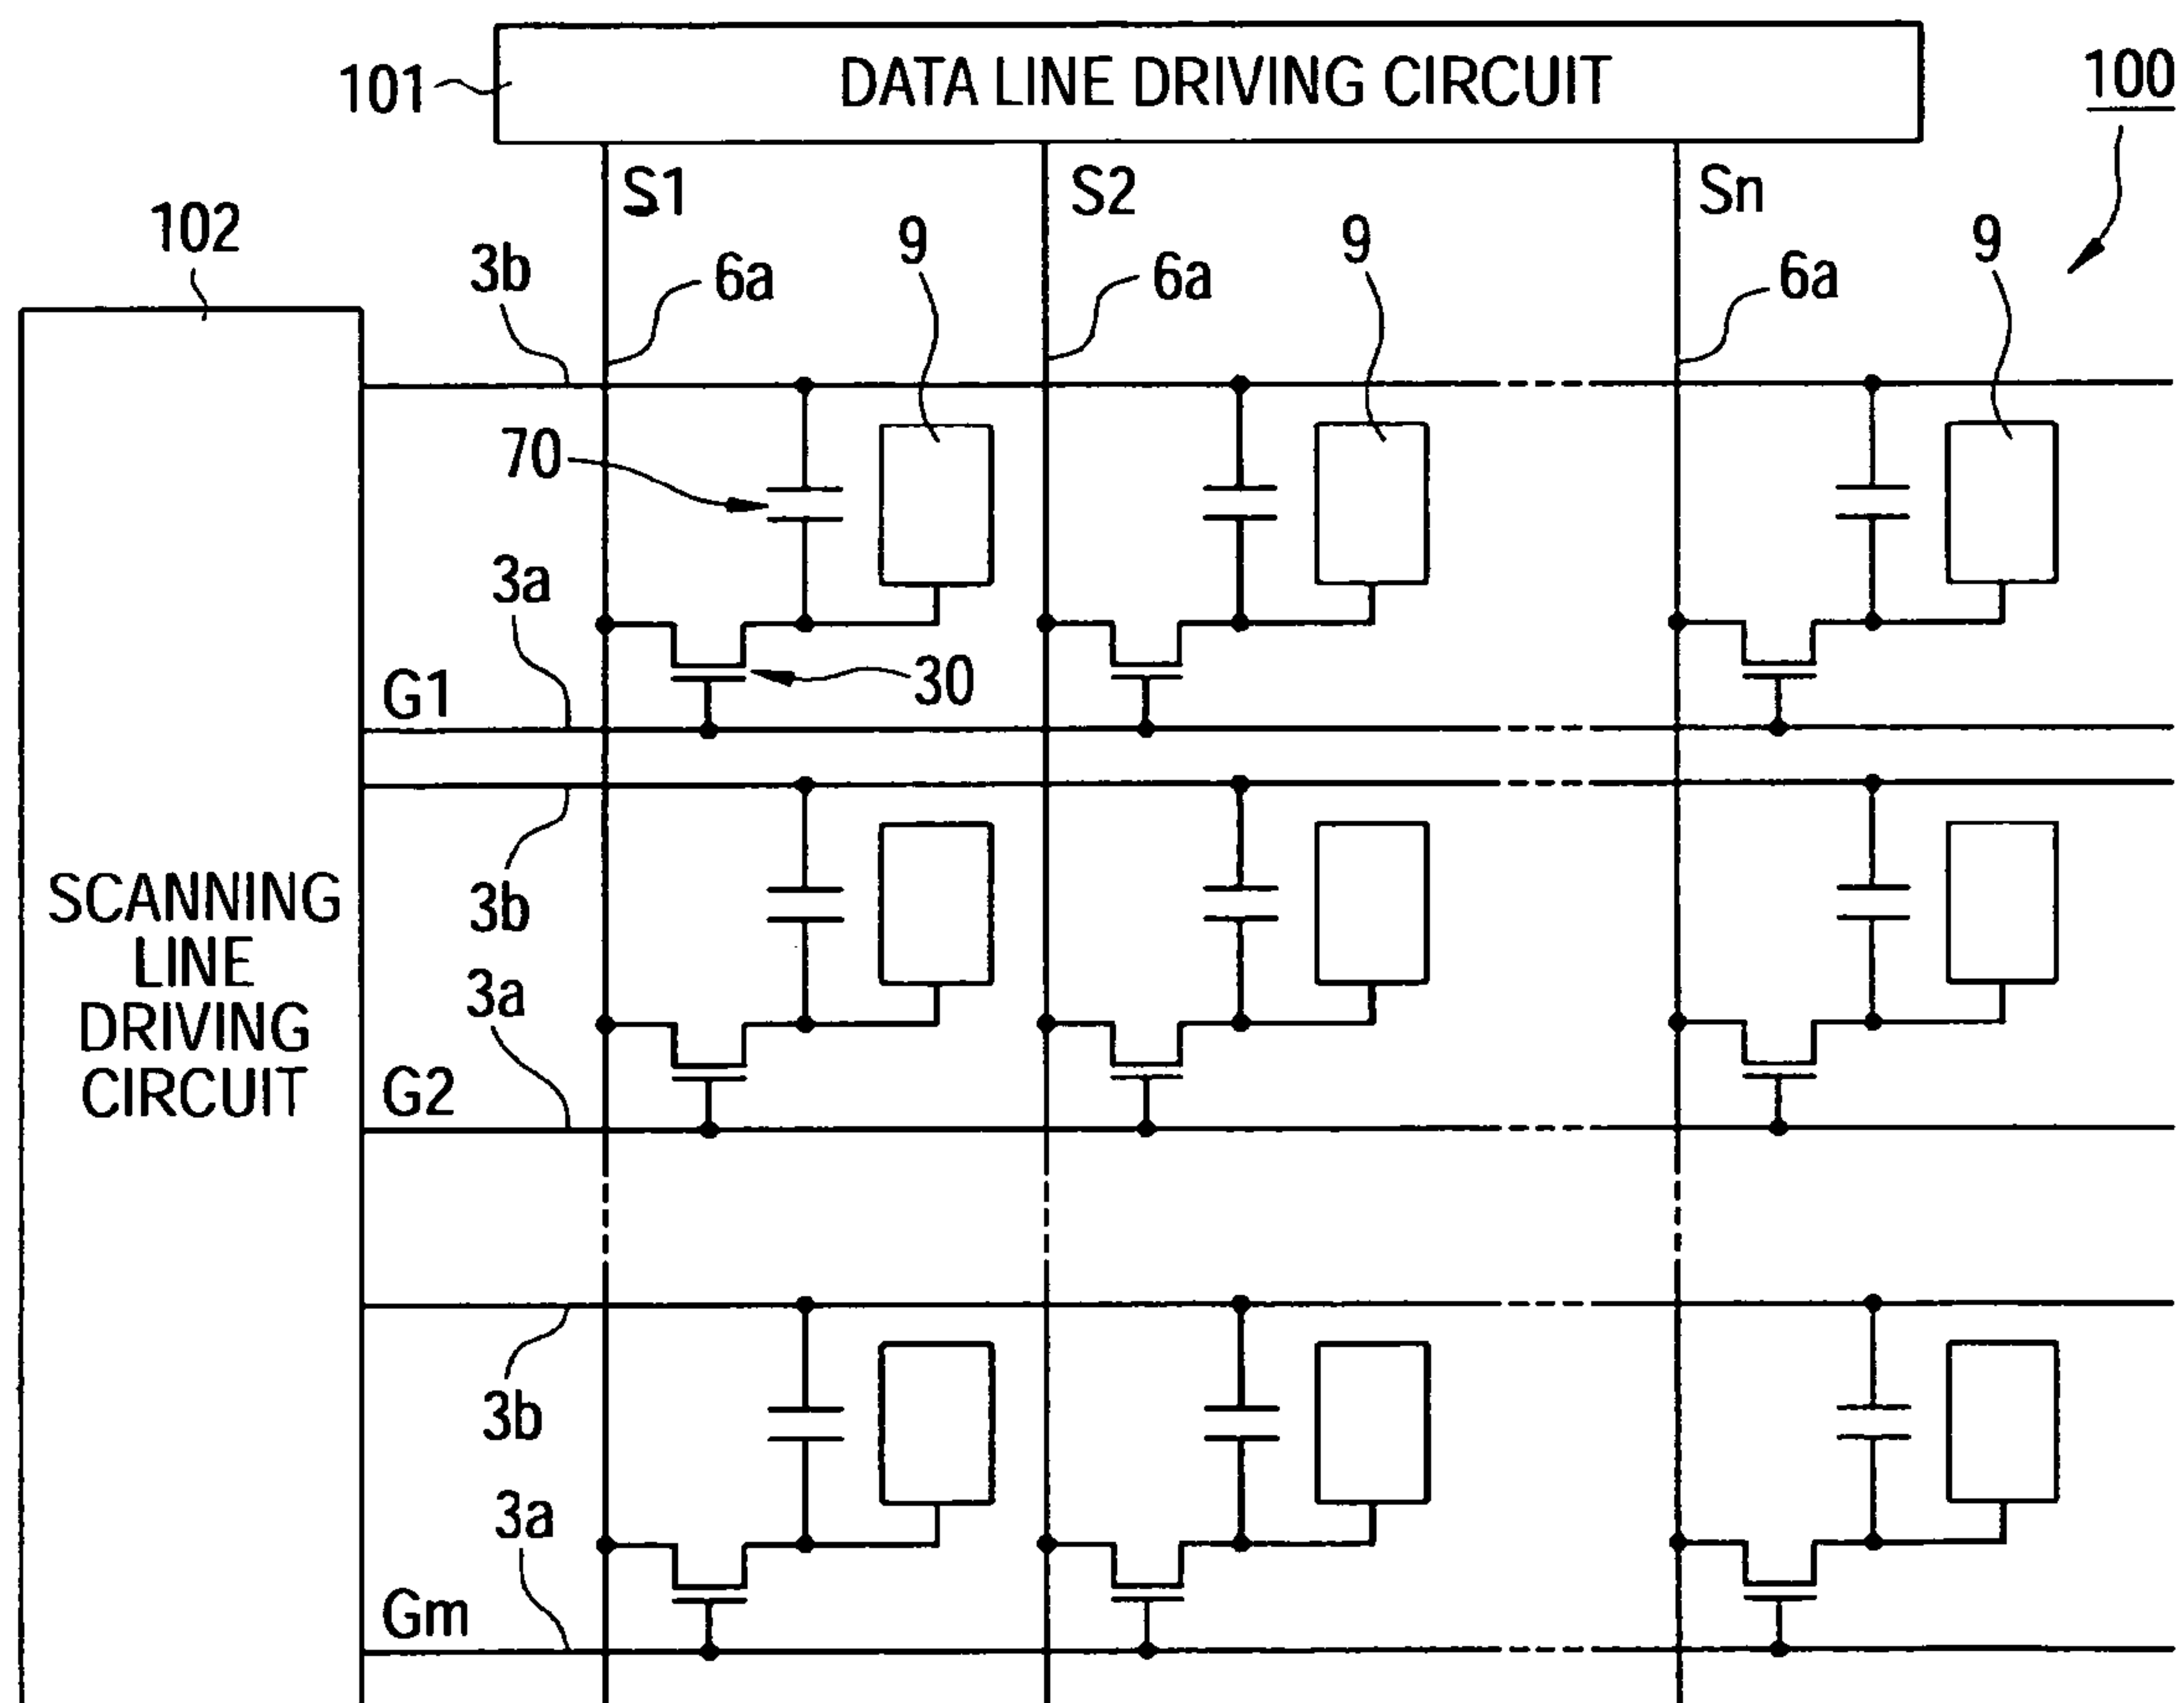 DATA LINE DRIVING CIRCUIT
101
100
S1
S2
Sn
102
3b
6a
9
6a
9
6a
9
70
3a
G1
30
SCANNING
LINE
DRIVING
CIRCUIT
3b
3a
G2
3b
3a
Gm